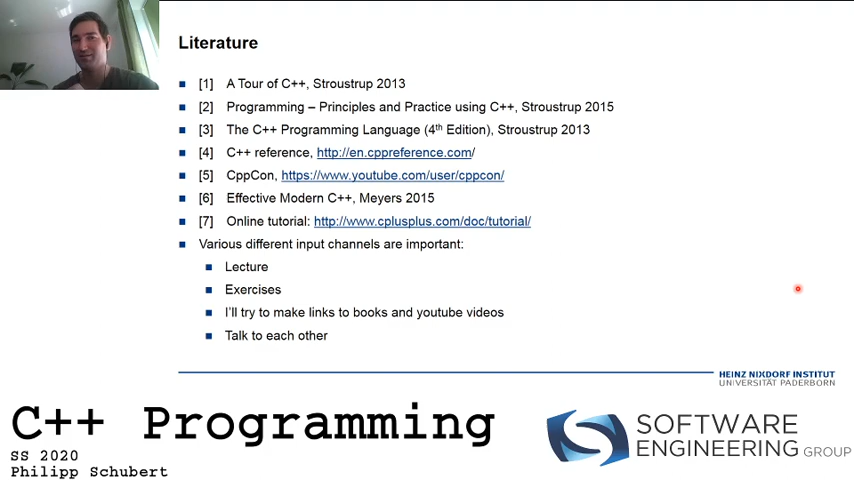 Literature
[1] A Tour of C++, Stroustrup 2013
[2] Programming – Principles and Practice using C++, Stroustrup 2015
[3] The C++ Programming Language (4th Edition), Stroustrup 2013
[4] C++ reference, http://en.cppreference.com/
[5] CppCon, https://www.youtube.com/user/cppcon/
[6] Effective Modern C++, Meyers 2015
[7] Online tutorial: http://www.cplusplus.com/doc/tutorial/
Various different input channels are important:
Lecture
Exercises
I'll try to make links to books and youtube videos
Talk to each other
HEINZ NIXDORF INSTITUT
UNIVERSITÄT PADERBORN
C++ Programming
SS 2020
Philipp Schubert
SOFTWARE
ENGINEERING GROUP